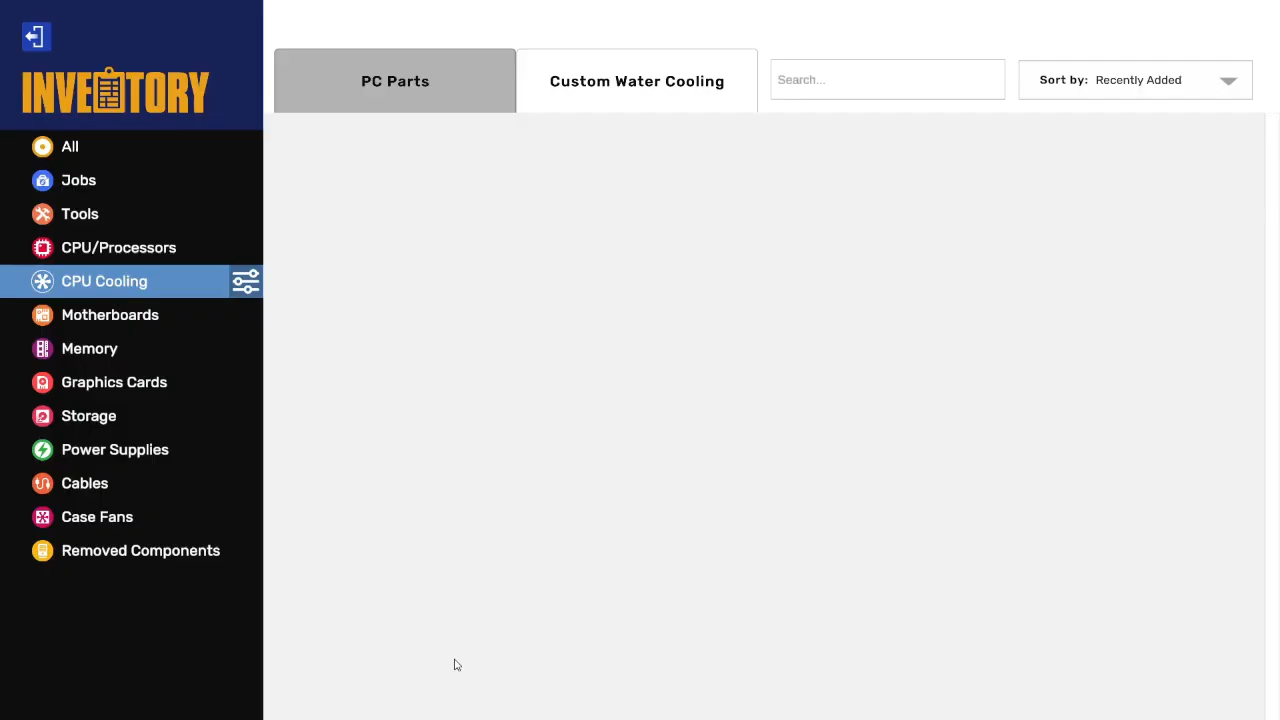 INVENTORY
PC Parts
Custom Water Cooling
Search...
Sort by: Recently Added
All
Jobs
Tools
CPU/Processors
CPU Cooling
Motherboards
Memory
Graphics Cards
Storage
Power Supplies
Cables
Case Fans
Removed Components